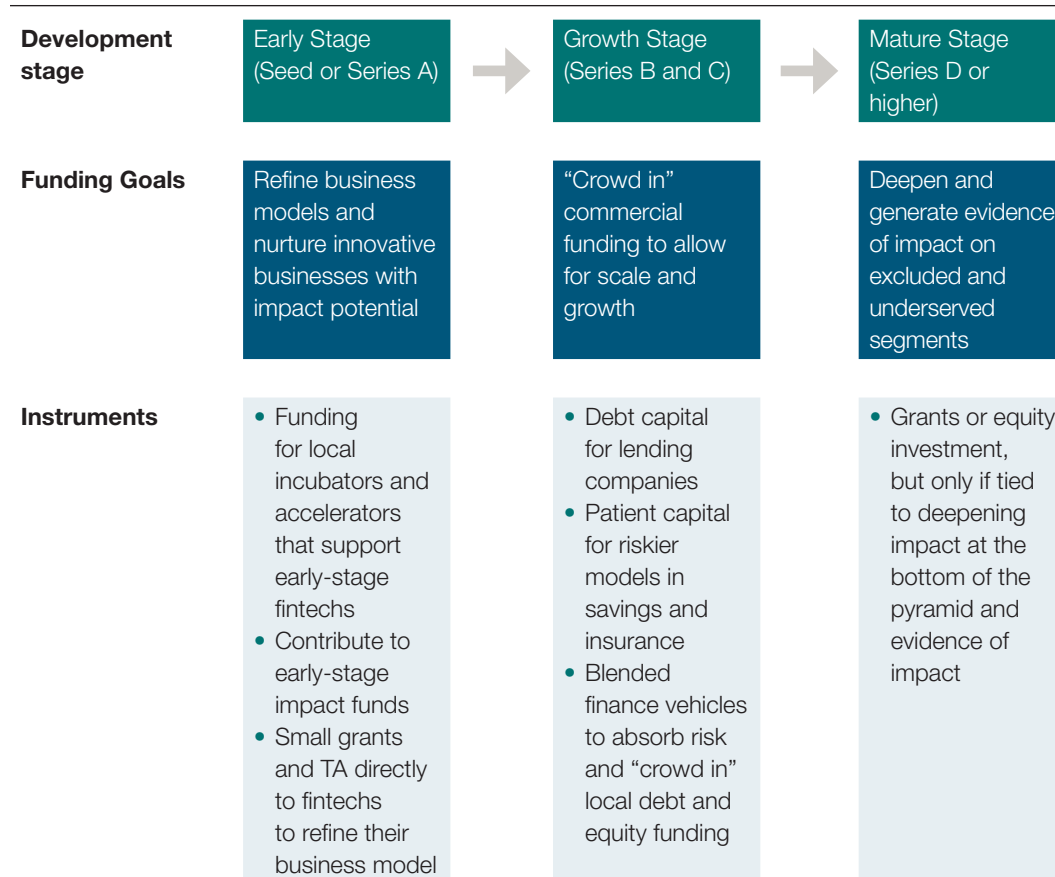 Development
stage
Early Stage
(Seed or Series A)
Growth Stage
(Series B and C)
Mature Stage
(Series D or
higher)
Funding Goals
Refine business
models and
nurture innovative
businesses with
impact potential
“Crowd in”
commercial
funding to allow
for scale and
growth
Deepen and
generate evidence
of impact on
excluded and
underserved
segments
Instruments
• Funding
for local
incubators and
accelerators
that support
early-stage
fintechs
• Contribute to
early-stage
impact funds
• Small grants
and TA directly
to fintechs
to refine their
business model
• Debt capital
for lending
companies
• Patient capital
for riskier
models in
savings and
insurance
• Blended
finance vehicles
to absorb risk
and “crowd in”
local debt and
equity funding
• Grants or equity
investment,
but only if tied
to deepening
impact at the
bottom of the
pyramid and
evidence of
impact